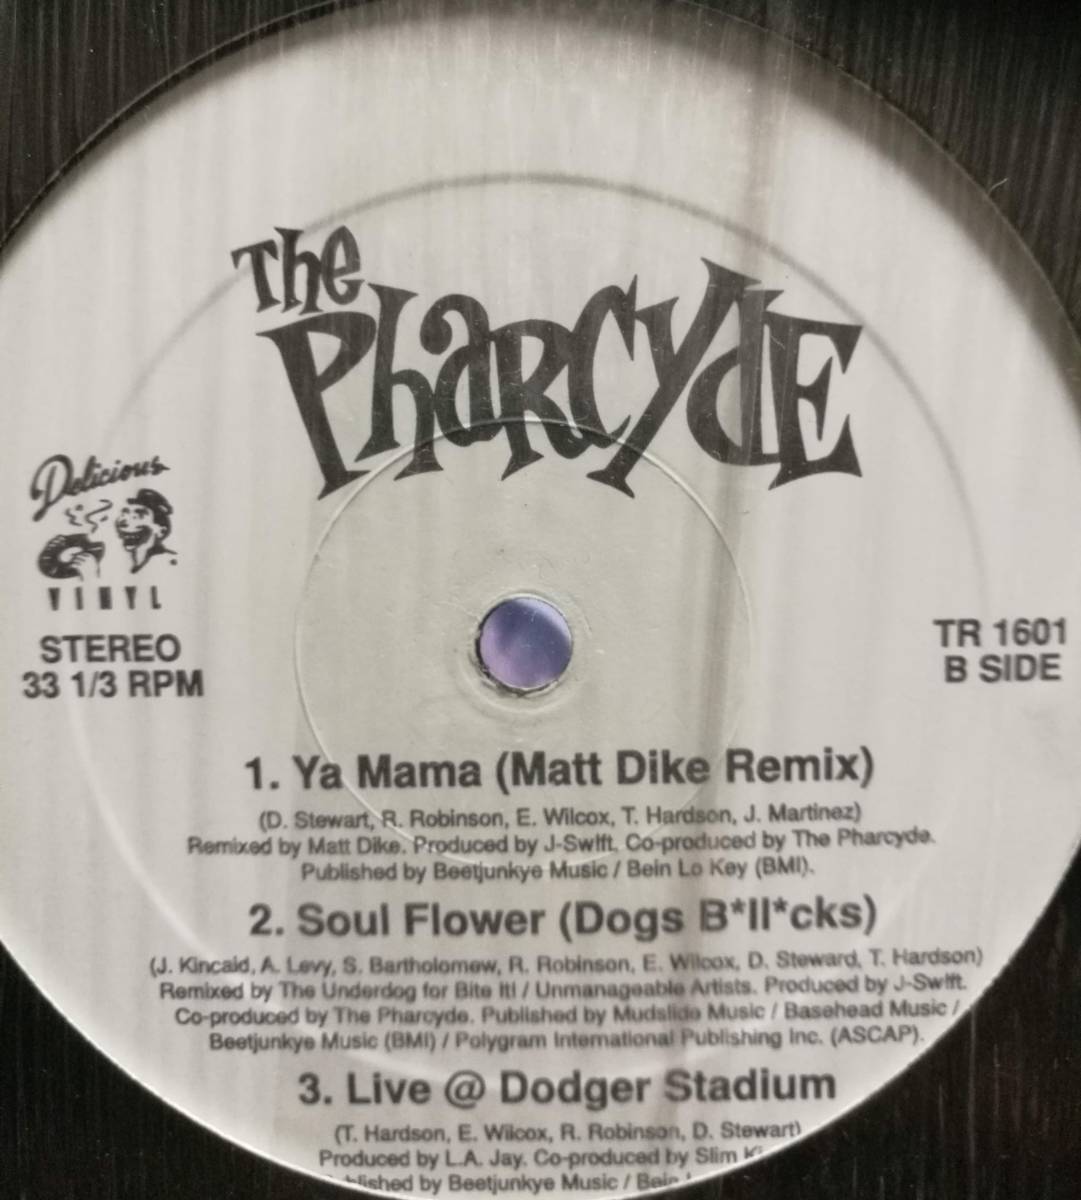 The
Pharcyde
Delicious
VINYL
STEREO
33 1/3 RPM
TR 1601
B SIDE
1. Ya Mama (Matt Dike Remix)
(D. Stewart, R. Robinson, E. Wilcox, T. Hardson, J. Martinez)
Remixed by Matt Dike. Produced by J-Swift. Co-produced by The Pharcyde.
Published by Beetjunkye Music / Bein Lo Key (BMI).
2. Soul Flower (Dogs B*ll*cks)
(J. Kincaid, A. Levy, S. Bartholomew, R. Robinson, E. Wilcox, D. Steward, T. Hardson)
Remixed by The Underdog for Bite It! / Unmanageable Artists. Produced by J-Swift.
Co-produced by The Pharcyde. Published by Mudslide Music / Basehead Music /
Beetjunkye Music (BMI) / Polygram International Publishing Inc. (ASCAP).
3. Live @ Dodger Stadium
(T. Hardson, E. Wilcox, R. Robinson, D. Stewart)
Produced by L.A. Jay. Co-produced by Slim
by Beetjunkye Music / Bein